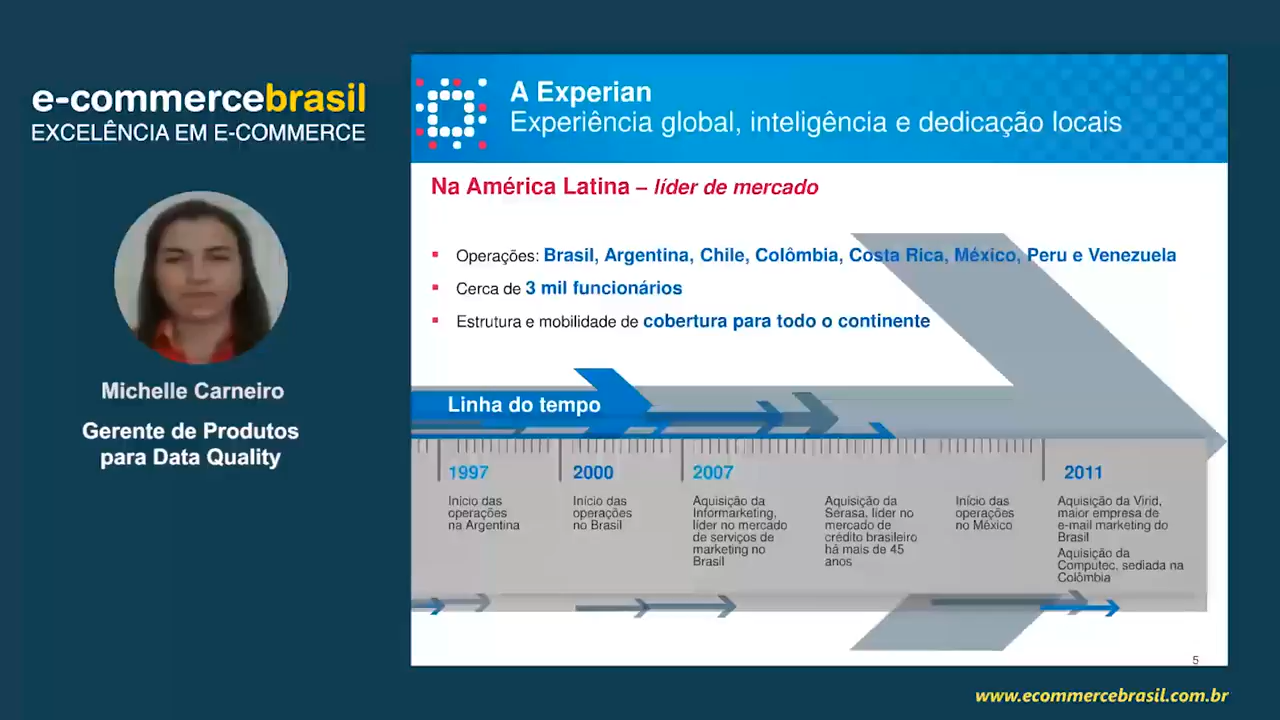 e-commercebrasil
EXCELÊNCIA EM E-COMMERCE
Michelle Carneiro
Gerente de Produtos
para Data Quality
A Experian
Experiência global, inteligência e dedicação locais
Na América Latina – líder de mercado
Operações: Brasil, Argentina, Chile, Colômbia, Costa Rica, México, Peru e Venezuela
Cerca de 3 mil funcionários
Estrutura e mobilidade de cobertura para todo o continente
Linha do tempo
1997
Início das
operações
na Argentina
2000
Início das
operações
no Brasil
2007
Aquisição da
Informarketing,
líder no mercado
de serviços de
marketing no
Brasil
Aquisição da
Serasa, líder no
mercado de
crédito brasileiro
há mais de 45
anos
Início das
operações
no México
2011
Aquisição da Virid,
maior empresa de
e-mail marketing do
Brasil
Aquisição da
Computec, sediada na
Colômbia
5
www.ecommercebrasil.com.br